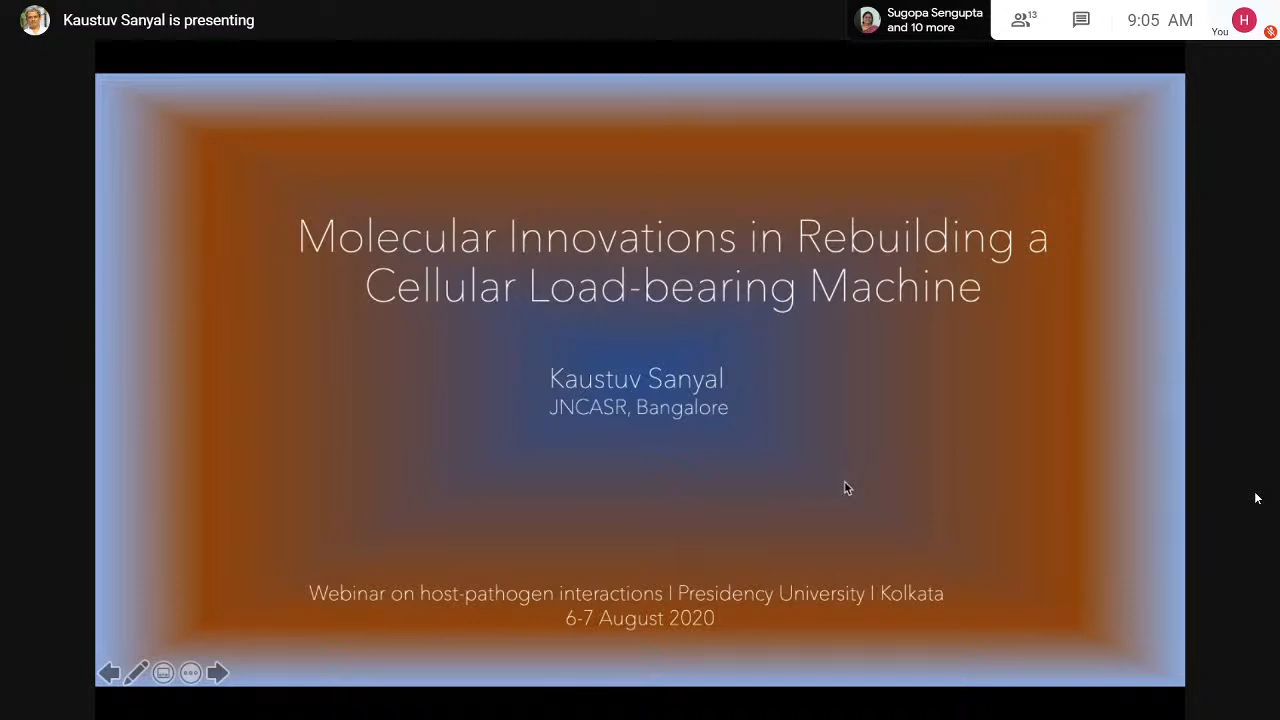 Kaustuv Sanyal is presenting
Sugopa Sengupta
and 10 more
13
9:05 AM
You
H
Molecular Innovations in Rebuilding a
Cellular Load-bearing Machine
Kaustuv Sanyal
JNCASR, Bangalore
Webinar on host-pathogen interactions I Presidency University I Kolkata
6-7 August 2020